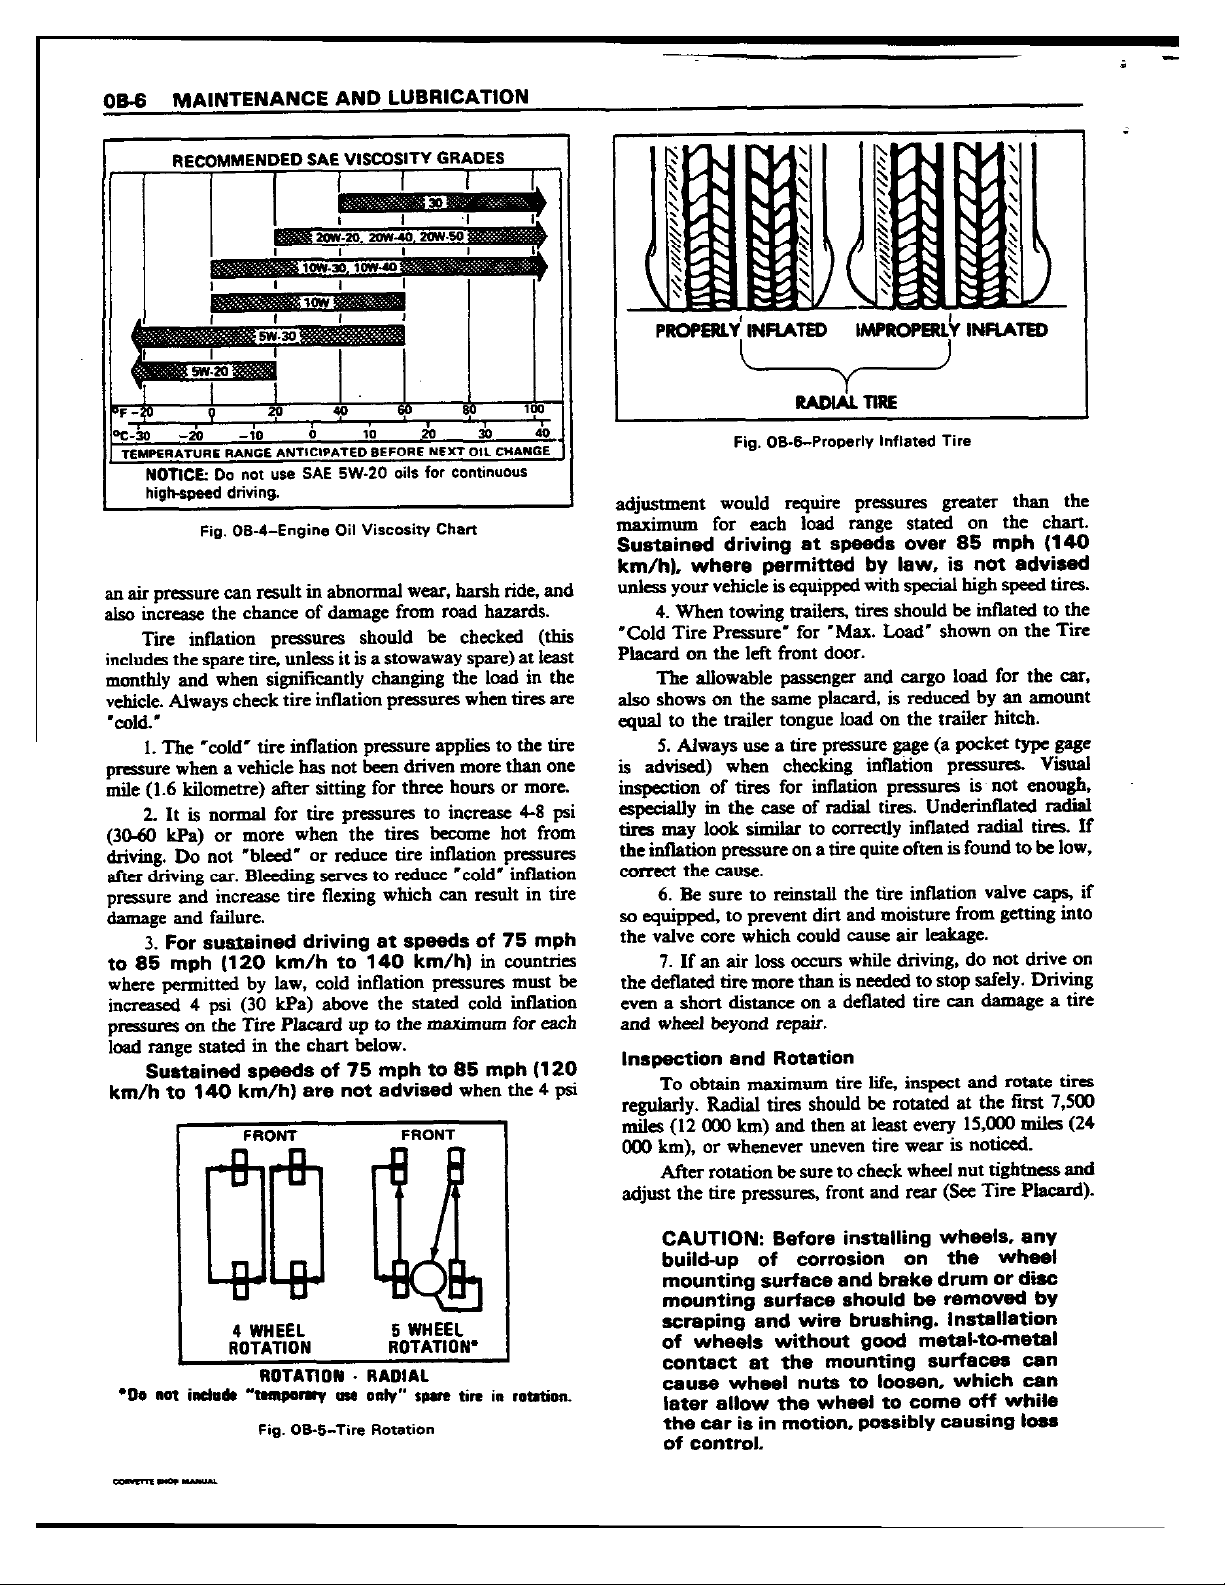 0B-6 MAINTENANCE AND LUBRICATION
RECOMMENDED SAE VISCOSITY GRADES
30
20W-20, 20W-40, 20W-50
10W-30, 10W-40
10W
5W-30
5W-20
°F -20 0 20 40 60 80 100
°C-30 -20 -10 0 10 20 30 40
TEMPERATURE RANGE ANTICIPATED BEFORE NEXT OIL CHANGE
NOTICE: Do not use SAE 5W-20 oils for continuous
high-speed driving.
Fig. 0B-4—Engine Oil Viscosity Chart
an air pressure can result in abnormal wear, harsh ride, and
also increase the chance of damage from road hazards.
Tire inflation pressures should be checked (this
includes the spare tire, unless it is a stowaway spare) at least
monthly and when significantly changing the load in the
vehicle. Always check tire inflation pressures when tires are
"cold."
1. The "cold" tire inflation pressure applies to the tire
pressure when a vehicle has not been driven more than one
mile (1.6 kilometre) after sitting for three hours or more.
2. It is normal for tire pressures to increase 4-8 psi
(30-60 kPa) or more when the tires become hot from
driving. Do not "bleed" or reduce tire inflation pressures
after driving car. Bleeding serves to reduce "cold" inflation
pressure and increase tire flexing which can result in tire
damage and failure.
3. For sustained driving at speeds of 75 mph
to 85 mph (120 km/h to 140 km/h) in countries
where permitted by law, cold inflation pressures must be
increased 4 psi (30 kPa) above the stated cold inflation
pressures on the Tire Placard up to the maximum for each
load range stated in the chart below.
Sustained speeds of 75 mph to 85 mph (120
km/h to 140 km/h) are not advised when the 4 psi
FRONT FRONT
4 WHEEL 5 WHEEL
ROTATION ROTATION*
ROTATION - RADIAL
*Do not include "temporary use only" spare tire in rotation.
Fig. 0B-5—Tire Rotation
CORVETTE SHOP MANUAL
PROPERLY INFLATED IMPROPERLY INFLATED
RADIAL TIRE
Fig. 0B-6—Properly Inflated Tire
adjustment would require pressures greater than the
maximum for each load range stated on the chart.
Sustained driving at speeds over 85 mph (140
km/h), where permitted by law, is not advised
unless your vehicle is equipped with special high speed tires.
4. When towing trailers, tires should be inflated to the
"Cold Tire Pressure" for "Max. Load" shown on the Tire
Placard on the left front door.
The allowable passenger and cargo load for the car,
also shows on the same placard, is reduced by an amount
equal to the trailer tongue load on the trailer hitch.
5. Always use a tire pressure gage (a pocket type gage
is advised) when checking inflation pressures. Visual
inspection of tires for inflation pressures is not enough,
especially in the case of radial tires. Underinflated radial
tires may look similar to correctly inflated radial tires. If
the inflation pressure on a tire quite often is found to be low,
correct the cause.
6. Be sure to reinstall the tire inflation valve caps, if
so equipped, to prevent dirt and moisture from getting into
the valve core which could cause air leakage.
7. If an air loss occurs while driving, do not drive on
the deflated tire more than is needed to stop safely. Driving
even a short distance on a deflated tire can damage a tire
and wheel beyond repair.
Inspection and Rotation
To obtain maximum tire life, inspect and rotate tires
regularly. Radial tires should be rotated at the first 7,500
miles (12 000 km) and then at least every 15,000 miles (24
000 km), or whenever uneven tire wear is noticed.
After rotation be sure to check wheel nut tightness and
adjust the tire pressures, front and rear (See Tire Placard).
CAUTION: Before installing wheels, any
build-up of corrosion on the wheel
mounting surface and brake drum or disc
mounting surface should be removed by
scraping and wire brushing. Installation
of wheels without good metal-to-metal
contact at the mounting surfaces can
cause wheel nuts to loosen, which can
later allow the wheel to come off while
the car is in motion, possibly causing loss
of control.